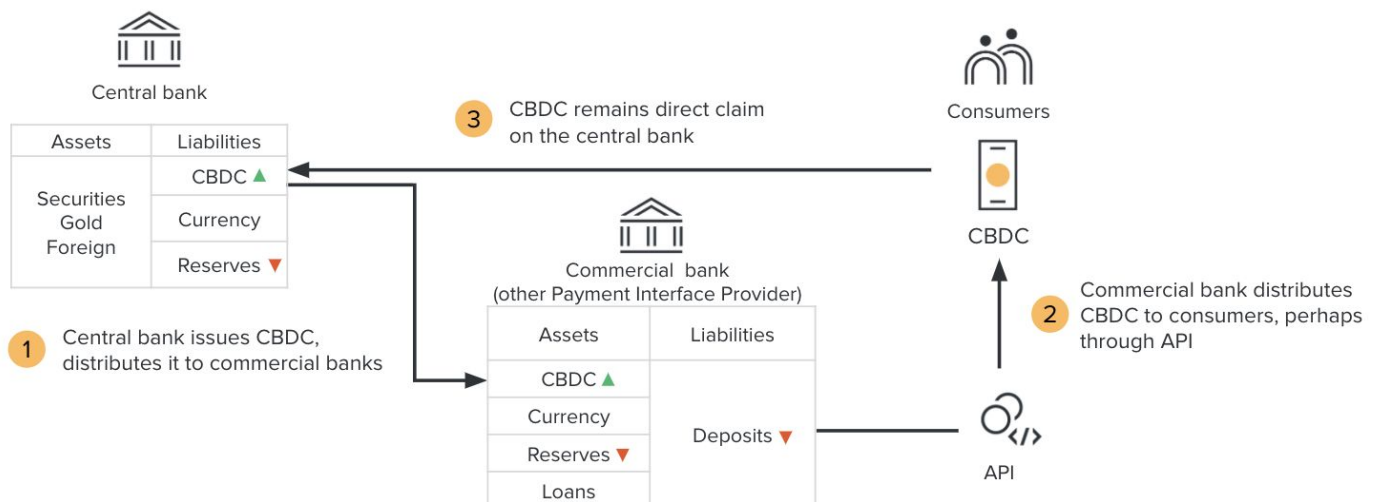 Central bank
Assets
Liabilities
Securities
Gold
Foreign
CBDC
Currency
Reserves
1
Central bank issues CBDC,
distributes it to commercial banks
3
CBDC remains direct claim
on the central bank
Commercial bank
(other Payment Interface Provider)
Assets
Liabilities
CBDC
Currency
Reserves
Loans
Deposits
Consumers
CBDC
2
Commercial bank distributes
CBDC to consumers, perhaps
through API
</>
API